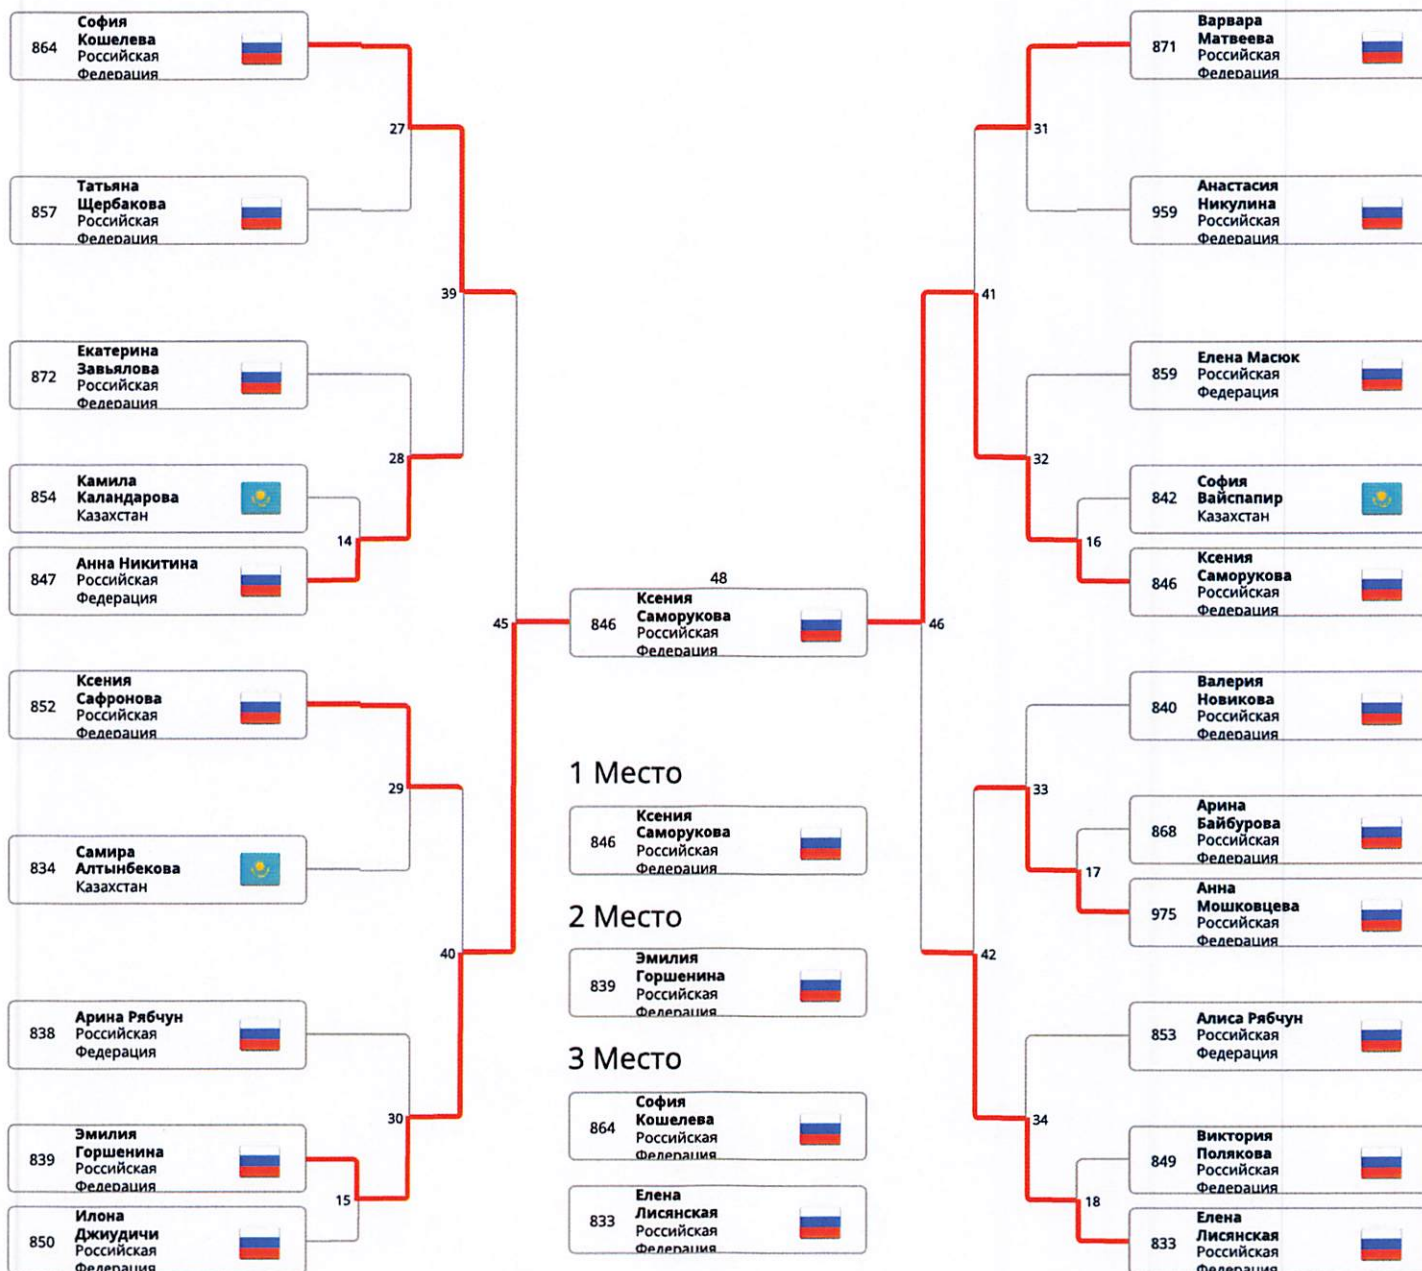 864
София
Кошелева
Российская
Федерация
27
857
Татьяна
Щербакова
Российская
Федерация
39
872
Екатерина
Завьялова
Российская
Федерация
28
854
Камила
Каландарова
Казахстан
14
847
Анна Никитина
Российская
Федерация
45
852
Ксения
Сафронова
Российская
Федерация
29
834
Самира
Алтынбекова
Казахстан
40
838
Арина Рябчун
Российская
Федерация
30
839
Эмилия
Горшенина
Российская
Федерация
15
850
Илона
Джиудичи
Российская
Федерация
48
846
Ксения
Саморукова
Российская
Федерация
1 Место
846
Ксения
Саморукова
Российская
Федерация
2 Место
839
Эмилия
Горшенина
Российская
Федерация
3 Место
864
София
Кошелева
Российская
Федерация
833
Елена
Лисянская
Российская
Федерация
871
Варвара
Матвеева
Российская
Федерация
31
959
Анастасия
Никулина
Российская
Федерация
41
859
Елена Масюк
Российская
Федерация
32
842
София
Вайспапир
Казахстан
16
846
Ксения
Саморукова
Российская
Федерация
46
840
Валерия
Новикова
Российская
Федерация
33
868
Арина
Байбурова
Российская
Федерация
17
975
Анна
Мошковцева
Российская
Федерация
42
853
Алиса Рябчун
Российская
Федерация
34
849
Виктория
Полякова
Российская
Федерация
18
833
Елена
Лисянская
Российская
Федерация